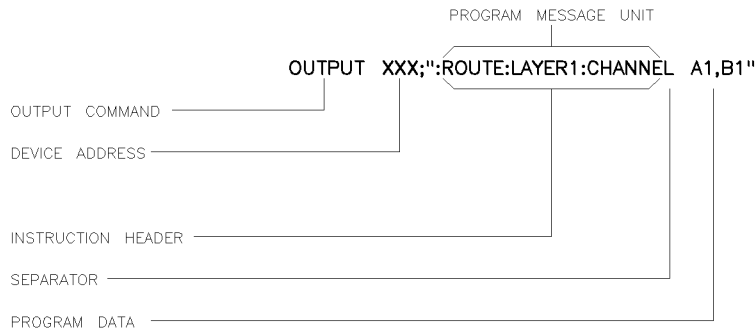 PROGRAM MESSAGE UNIT
OUTPUT XXX;":ROUTE:LAYER1:CHANNEL A1,B1"
OUTPUT COMMAND
DEVICE ADDRESS
INSTRUCTION HEADER
SEPARATOR
PROGRAM DATA